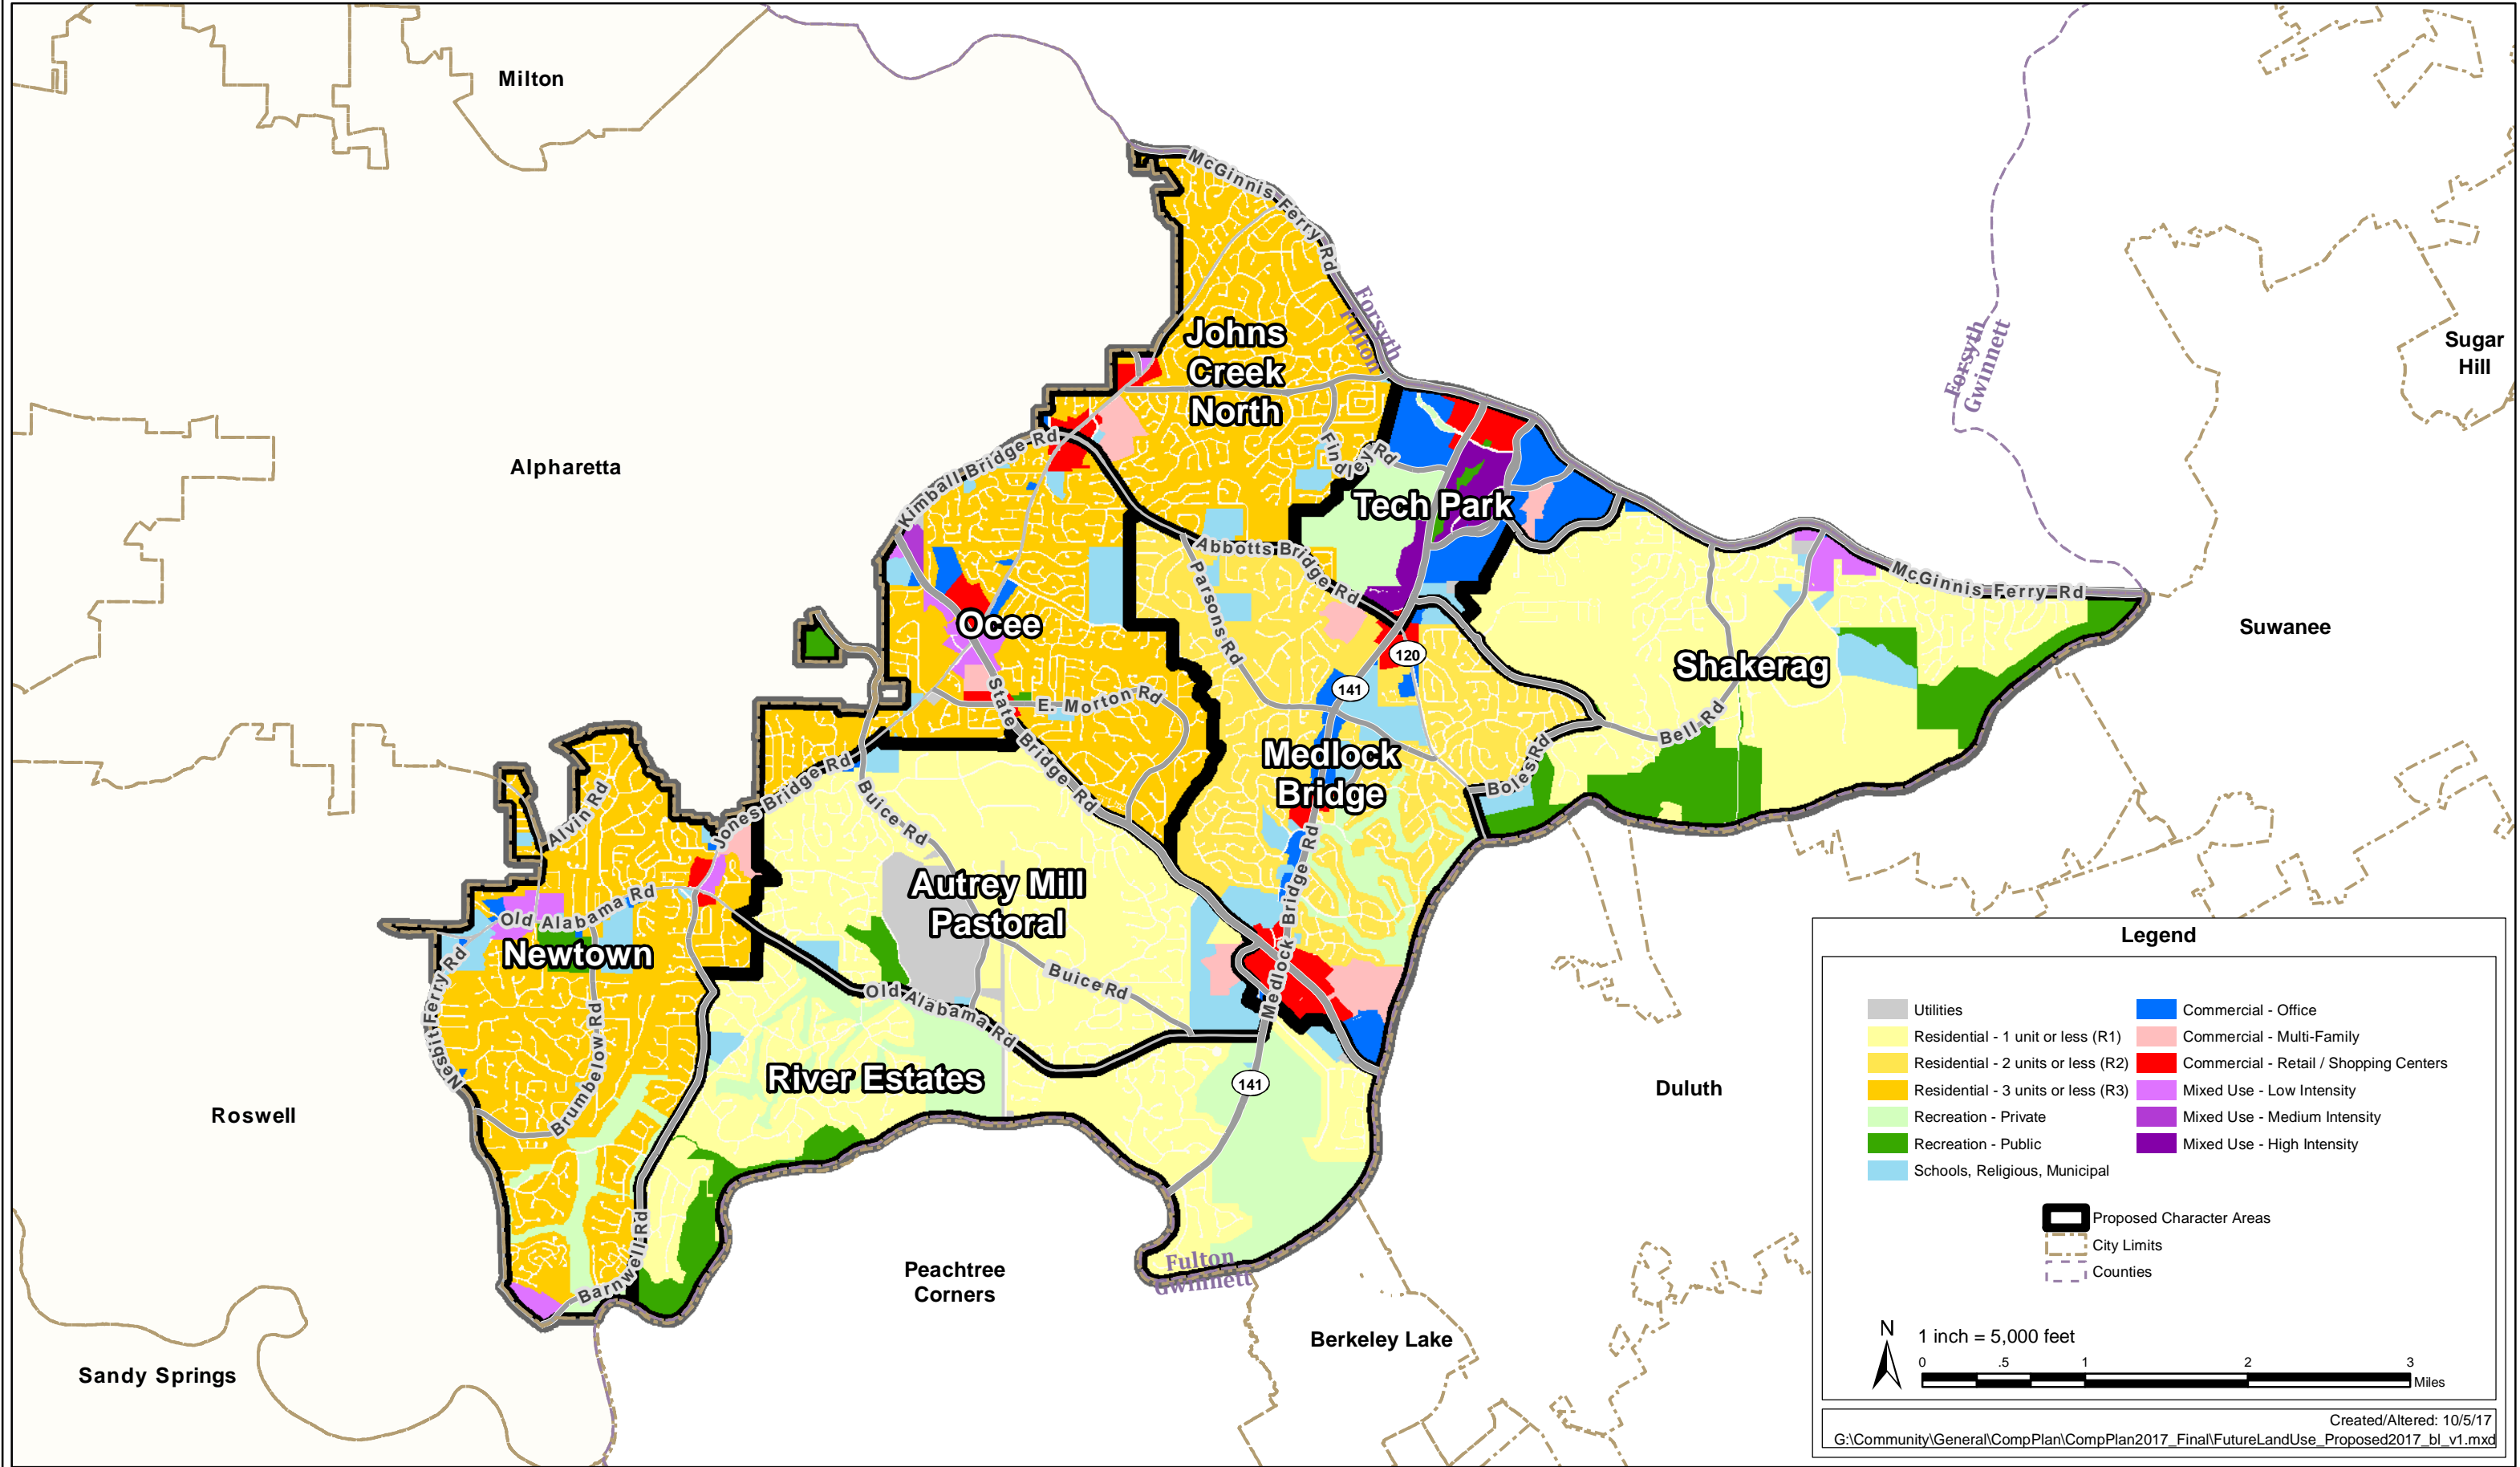 Milton
McGinnis Ferry Rd
Forsyth
Fulton
Forsyth
Gwinnett
Sugar
Hill
Johns
Creek
North
Alpharetta
Kimball Bridge Rd
Findley Rd
Tech Park
Abbotts Bridge Rd
Parsons Rd
McGinnis Ferry Rd
Suwanee
Ocee
120
Shakerag
141
State Bridge Rd
E. Morton Rd
Bell Rd
Medlock
Bridge
Boles Rd
Jones Bridge Rd
Buice Rd
Alvin Rd
Medlock Bridge Rd
Autrey Mill
Pastoral
Old Alabama Rd
Newtown
Nesbit Ferry Rd
Brumbelow Rd
Buice Rd
Old Alabama Rd
River Estates
141
Roswell
Duluth
Barnwell Rd
Fulton
Gwinnett
Peachtree
Corners
Berkeley Lake
Sandy Springs
Legend
Utilities
Residential - 1 unit or less (R1)
Residential - 2 units or less (R2)
Residential - 3 units or less (R3)
Recreation - Private
Recreation - Public
Schools, Religious, Municipal
Commercial - Office
Commercial - Multi-Family
Commercial - Retail / Shopping Centers
Mixed Use - Low Intensity
Mixed Use - Medium Intensity
Mixed Use - High Intensity
Proposed Character Areas
City Limits
Counties
N
1 inch = 5,000 feet
0 .5 1 2 3
Miles
Created/Altered: 10/5/17
G:\Community\General\CompPlan\CompPlan2017_Final\FutureLandUse_Proposed2017_bl_v1.mxd